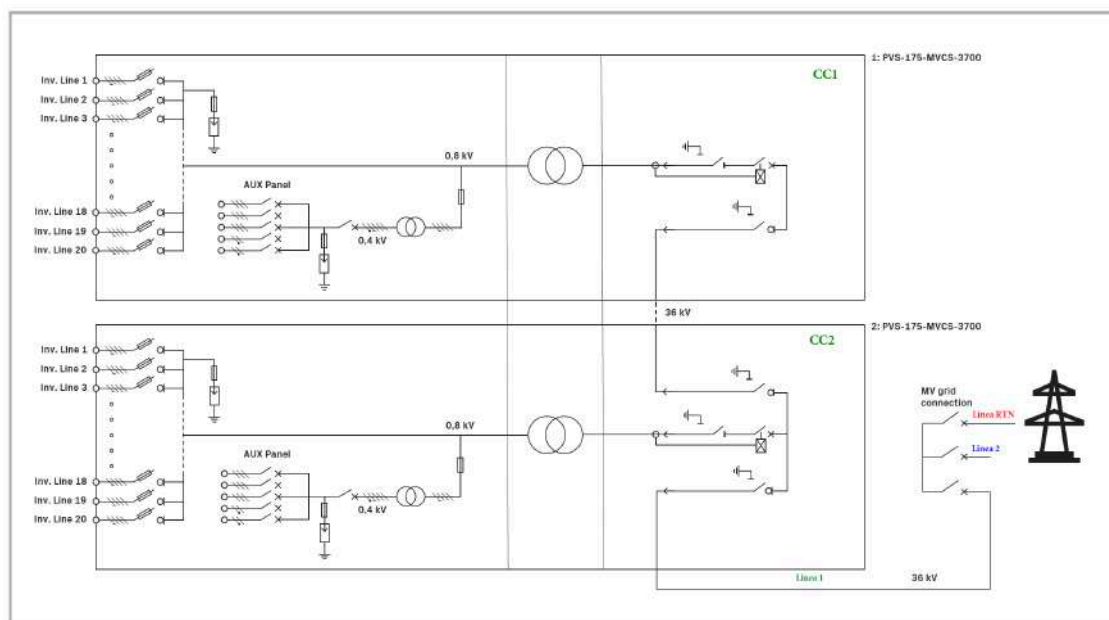 1: PVS-175-MVCS-3700
CC1
Inv. Line 1
Inv. Line 2
Inv. Line 3
0,8 kV
AUX Panel
Inv. Line 18
Inv. Line 19
Inv. Line 20
0,4 kV
36 kV
2: PVS-175-MVCS-3700
CC2
Inv. Line 1
Inv. Line 2
Inv. Line 3
MV grid
connection
Linea RTN
0,8 kV
Linea 2
AUX Panel
Inv. Line 18
Inv. Line 19
Inv. Line 20
0,4 kV
Linea 1
36 kV